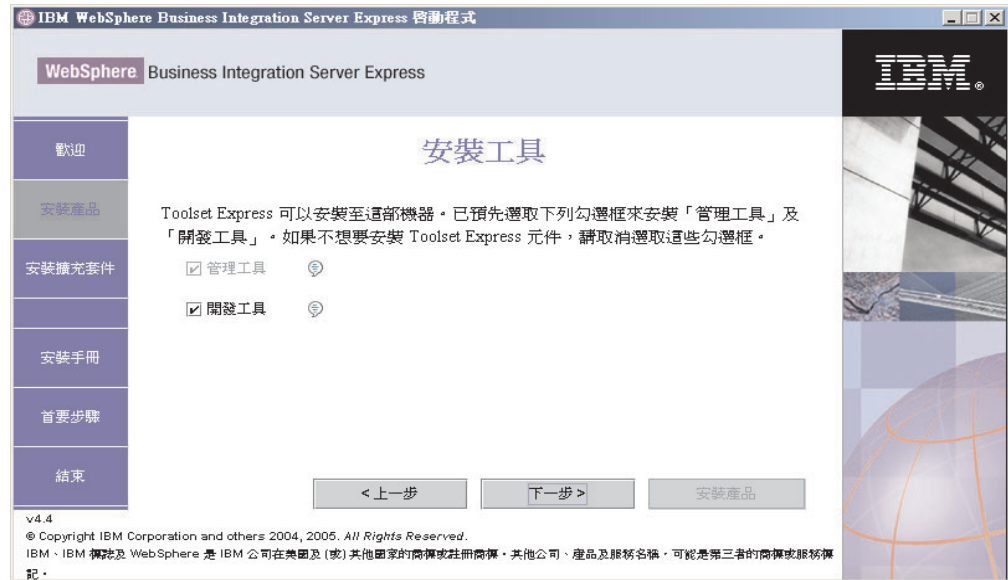 IBM WebSphere Business Integration Server Express 啓動程式
WebSphere. Business Integration Server Express
IBM®
歡迎
安裝產品
安裝擴充套件
安裝手冊
首要步驟
結束
安裝工具
Toolset Express 可以安裝至這部機器。已預先選取下列勾選框來安裝「管理工具」及
「開發工具」。如果不想要安裝 Toolset Express 元件，請取消選取這些勾選框。
管理工具
開發工具
<上一步
下一步>
安裝產品
v4.4
© Copyright IBM Corporation and others 2004, 2005. All Rights Reserved.
IBM、IBM 標誌及 WebSphere 是 IBM 公司在美國及 (或) 其他國家的商標或註冊商標。其他公司、產品及服務名稱，可能是第三者的商標或服務標
記。